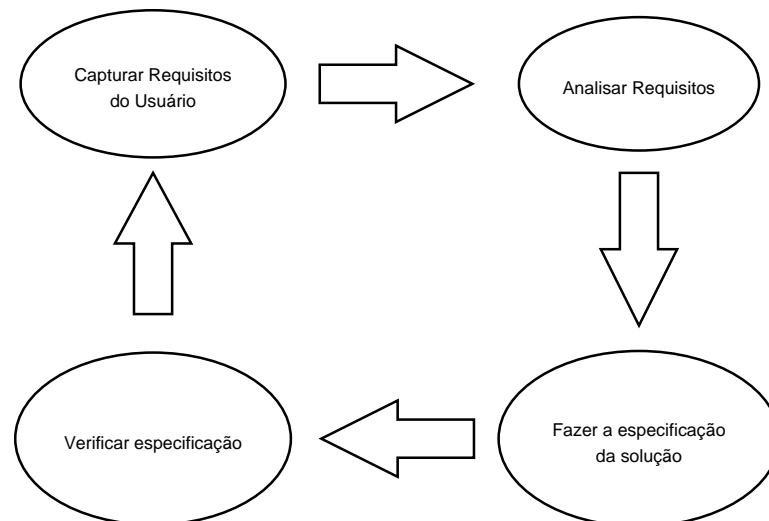 Capturar Requisitos
do Usuário
Analisar Requisitos
Verificar especificação
Fazer a especificação
da solução